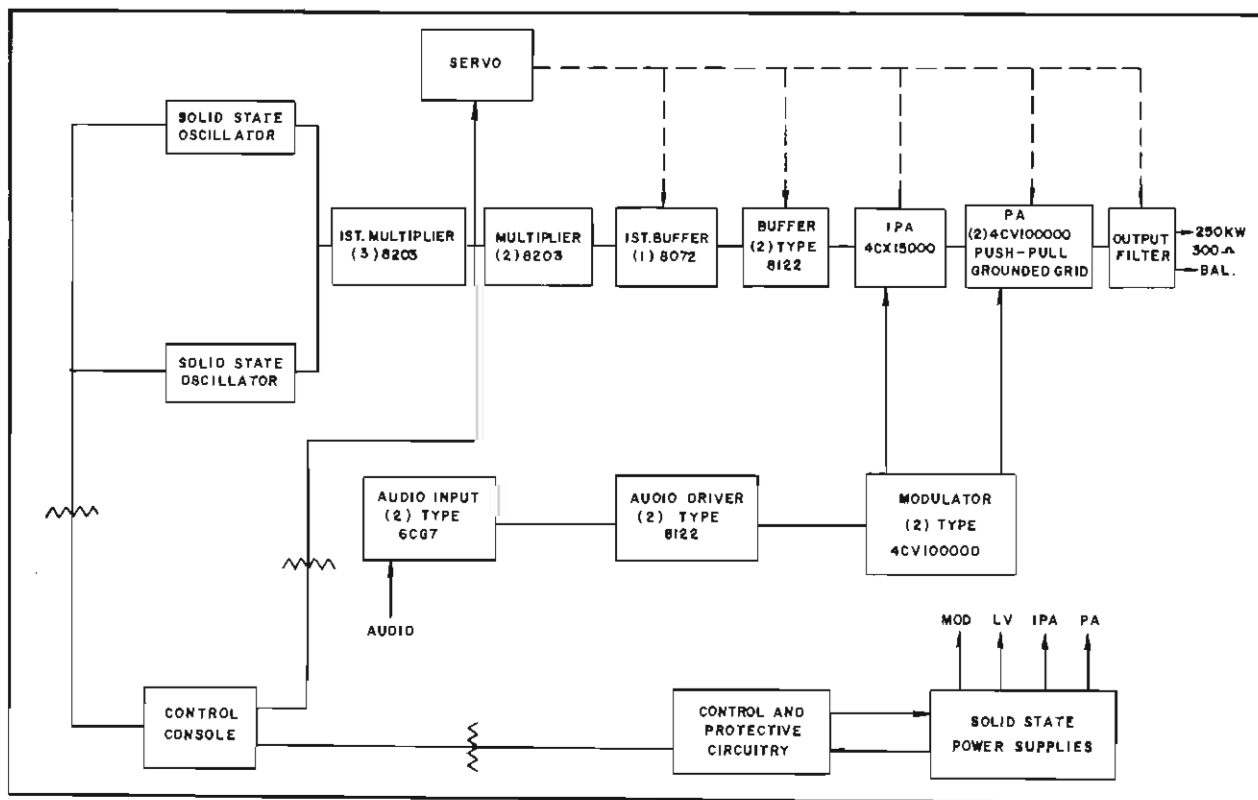 SERVO
SOLID STATE
OSCILLATOR
IST. MULTIPLIER
(3) 8203
MULTIPLIER
(2) 8203
IST. BUFFER
(1) 8072
BUFFER
(2) TYPE
8122
IPA
4CX15000
PA
(2) 4CV100000
PUSH-PULL
GROUNDED GRID
OUTPUT
FILTER
250KW
300Ω
BAL.
SOLID STATE
OSCILLATOR
AUDIO INPUT
(2) TYPE
6CG7
AUDIO DRIVER
(2) TYPE
8122
MODULATOR
(2) TYPE
4CV100000
AUDIO
MOD LV IPA PA
CONTROL
CONSOLE
CONTROL AND
PROTECTIVE
CIRCUITRY
SOLID STATE
POWER SUPPLIES